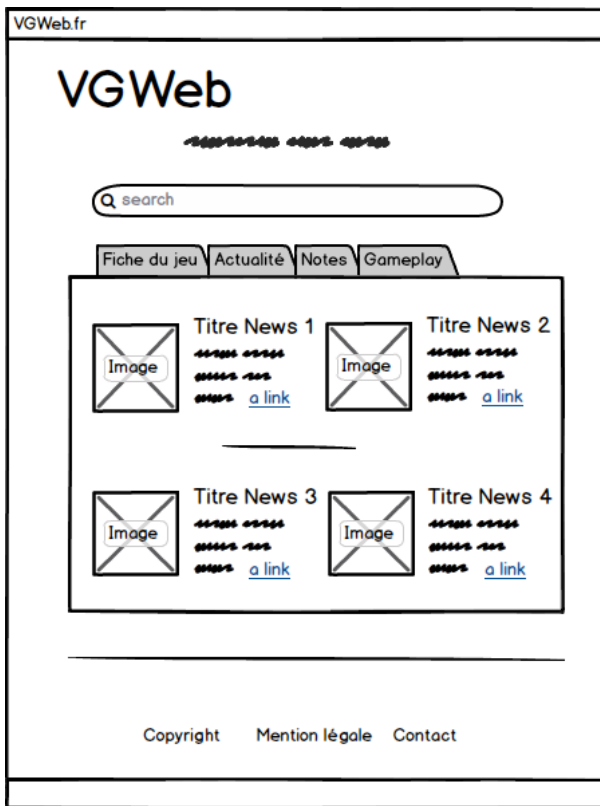 VGWeb.fr
VGWeb
search
Fiche du jeu Actualité Notes Gameplay
Titre News 1
Image
a link
Titre News 2
Image
a link
Titre News 3
Image
a link
Titre News 4
Image
a link
Copyright Mention légale Contact